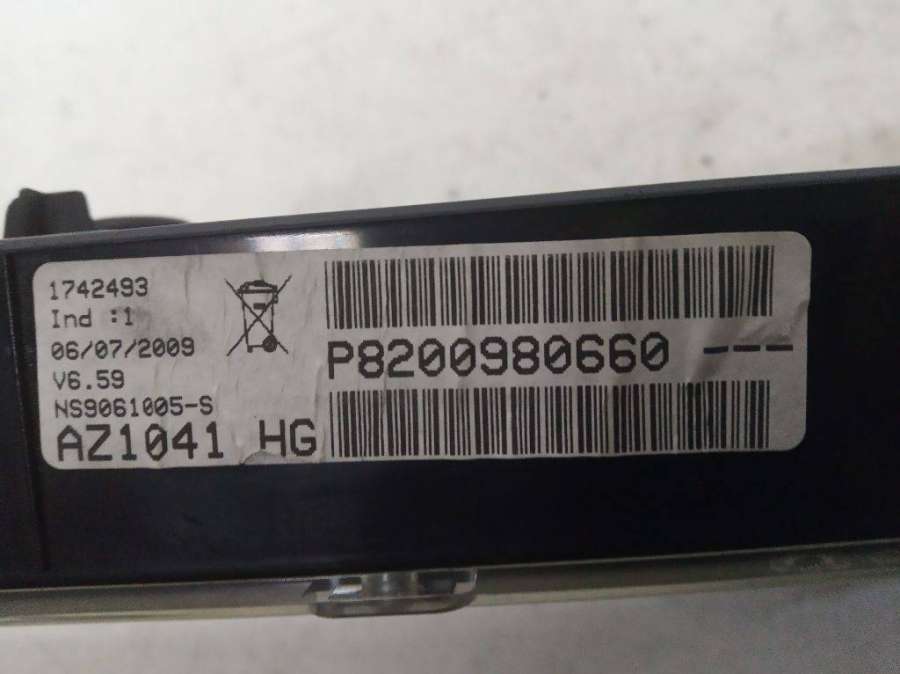 1742493
Ind :1
06/07/2009
V6.59
NS9061005-S
AZ1041 HG
P8200980660 ---